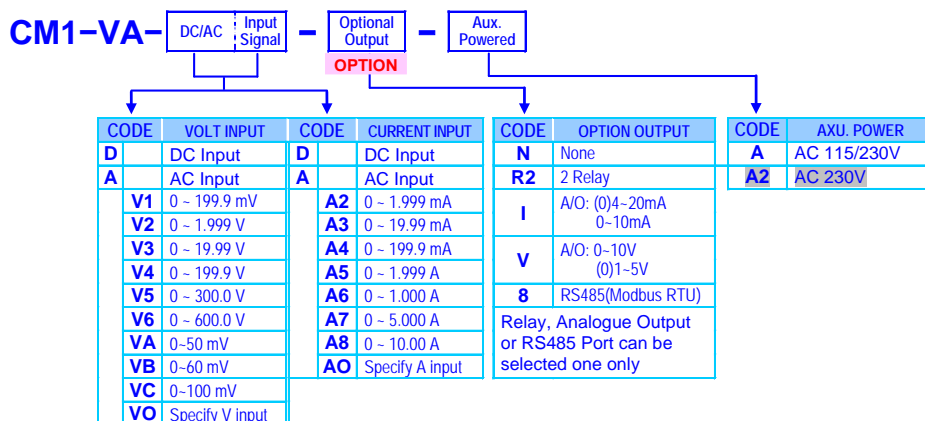 CM1-VA- DC/AC Input Signal - Optional Output - Aux. Powered
OPTION
CODE VOLT INPUT CODE CURRENT INPUT CODE OPTION OUTPUT CODE AXU. POWER
D DC Input D DC Input N None A AC 115/230V
A AC Input A AC Input R2 2 Relay A2 AC 230V
V1 0 ~ 199.9 mV A2 0 ~ 1.999 mA I A/O: (0)4~20mA
V2 0 ~ 1.999 V A3 0 ~ 19.99 mA 0~10mA
V3 0 ~ 19.99 V A4 0 ~ 199.9 mA V A/O: 0~10V
V4 0 ~ 199.9 V A5 0 ~ 1.999 A (0)1~5V
V5 0 ~ 300.0 V A6 0 ~ 1.000 A 8 RS485(Modbus RTU)
V6 0 ~ 600.0 V A7 0 ~ 5.000 A Relay, Analogue Output
VA 0~50 mV A8 0 ~ 10.00 A or RS485 Port can be
VB 0~60 mV AO Specify A input selected one only
VC 0~100 mV
VO Specify V input